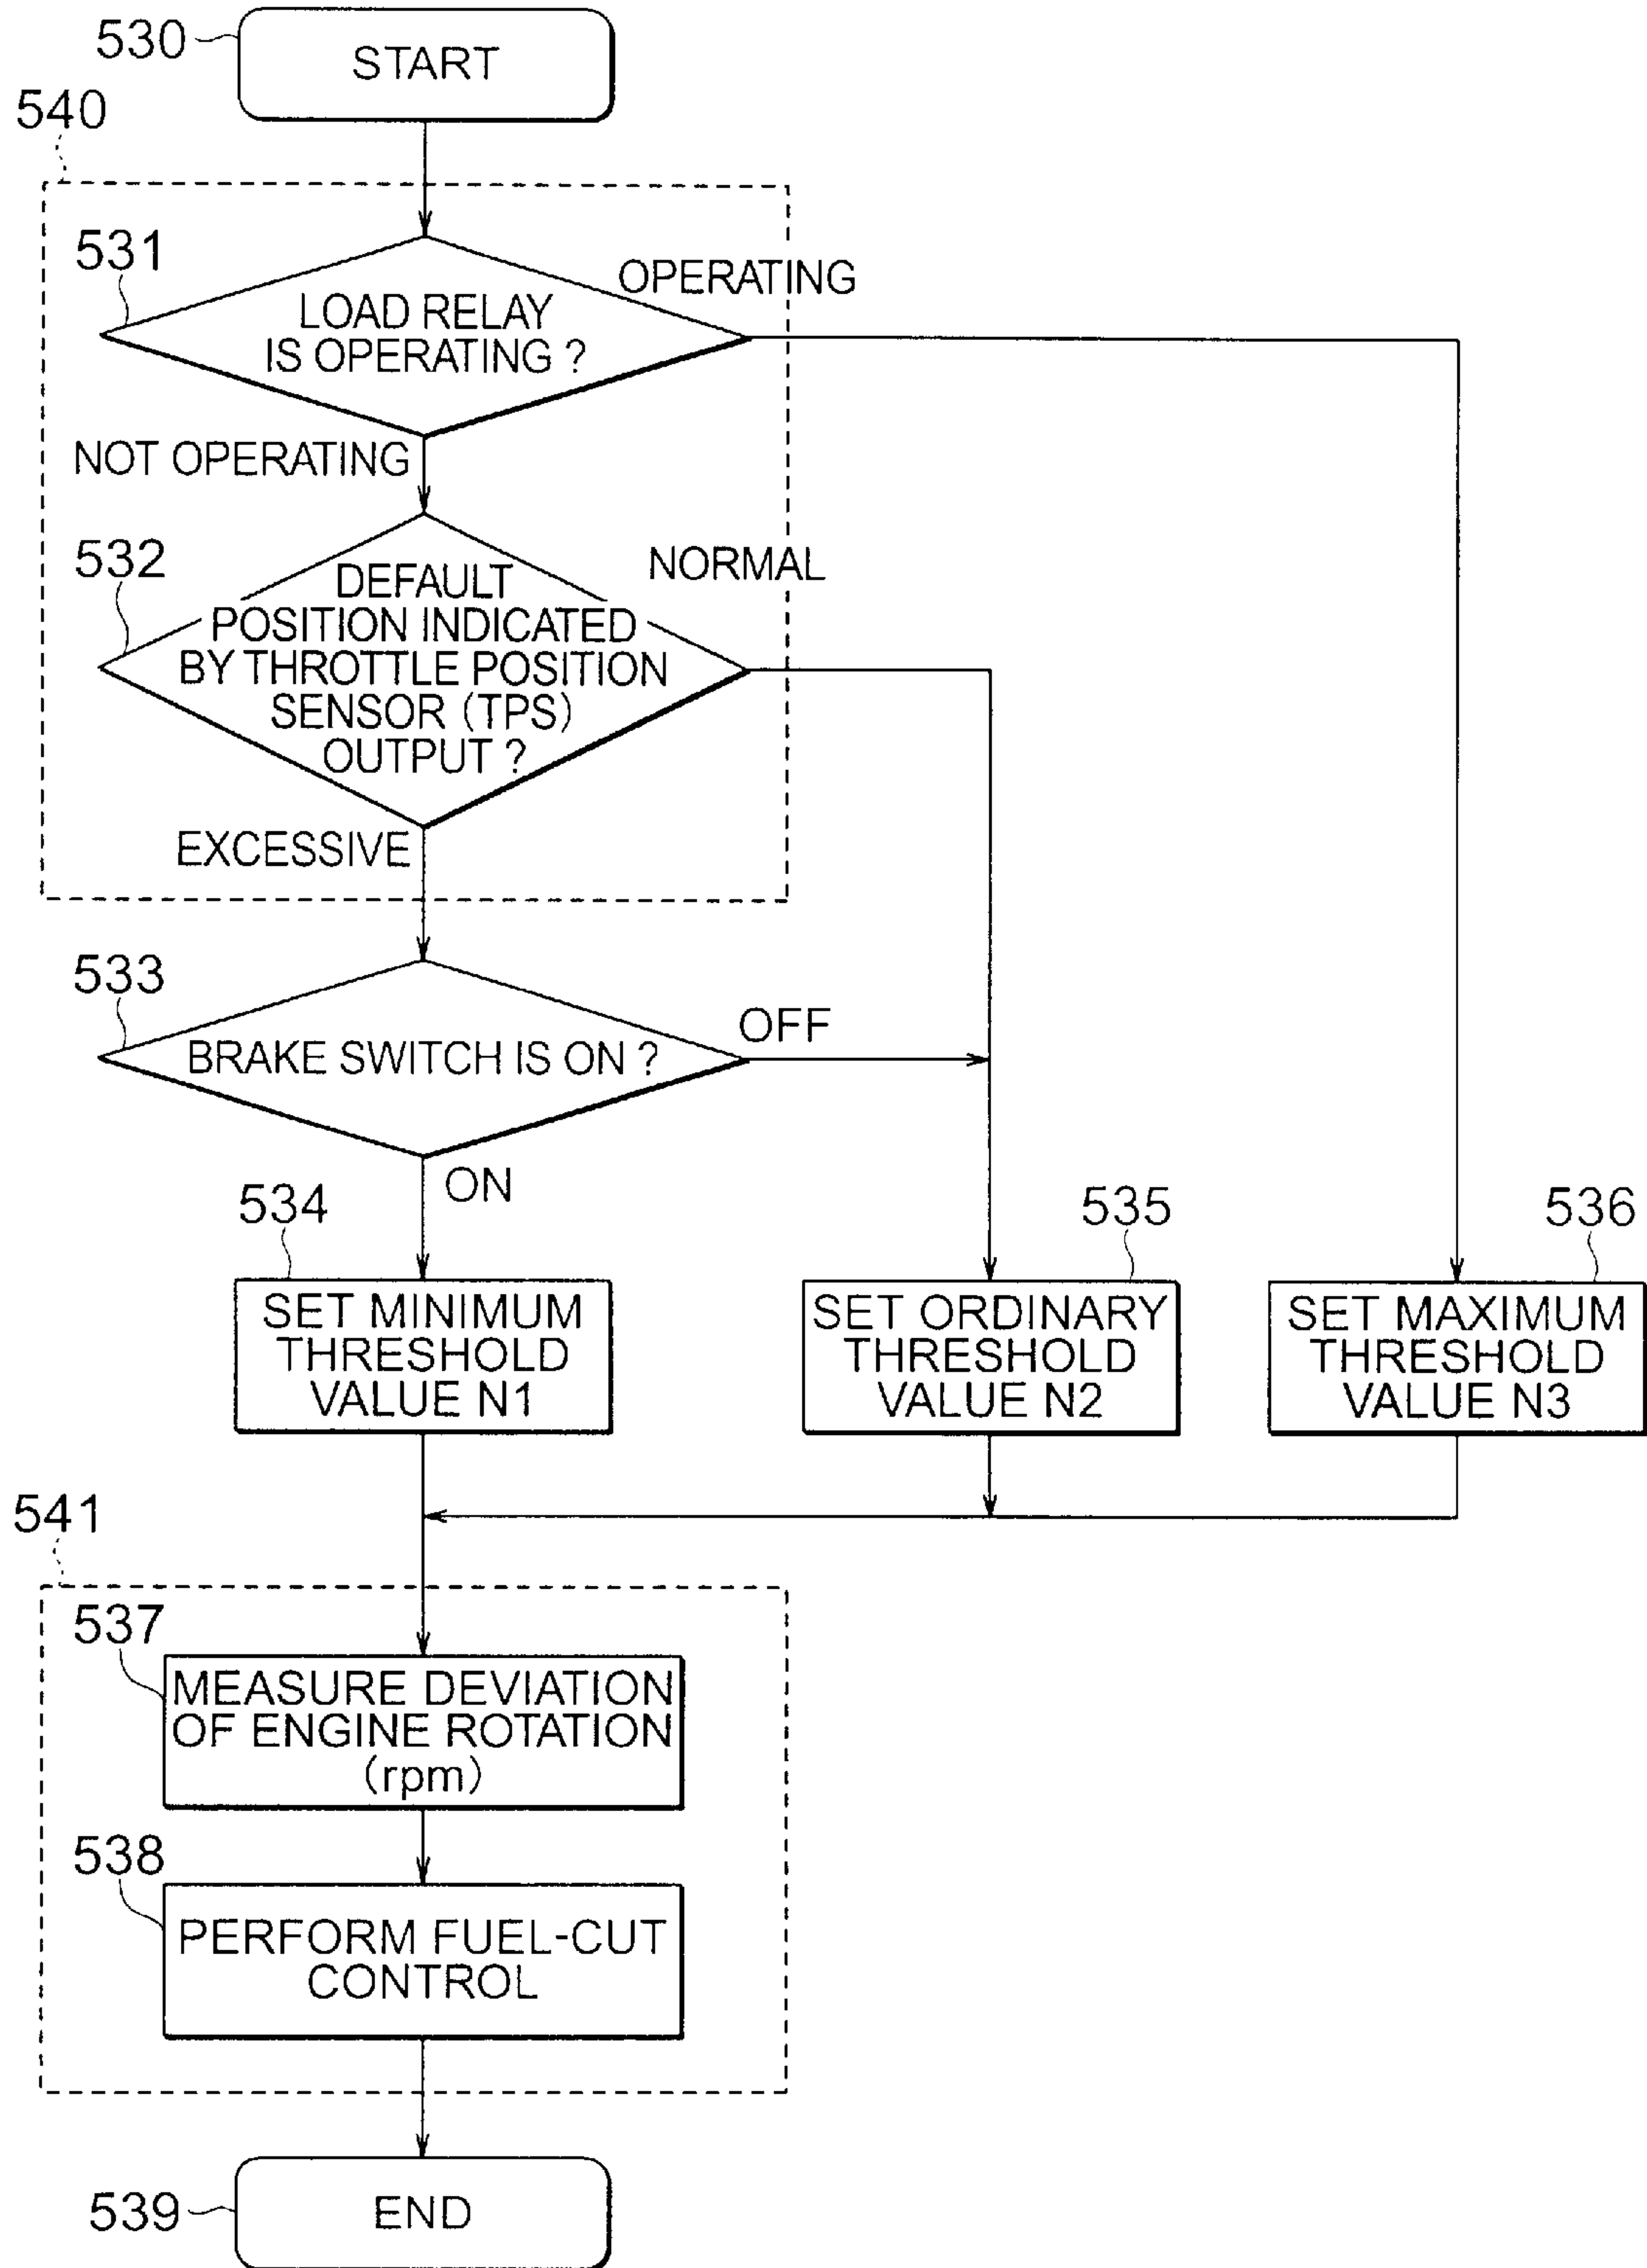 530
START
540
531
OPERATING
LOAD RELAY
IS OPERATING ?
NOT OPERATING
532
NORMAL
DEFAULT
POSITION INDICATED
BY THROTTLE POSITION
SENSOR (TPS)
OUTPUT ?
EXCESSIVE
533
OFF
BRAKE SWITCH IS ON ?
ON
534
535
536
SET MINIMUM
THRESHOLD
VALUE N1
SET ORDINARY
THRESHOLD
VALUE N2
SET MAXIMUM
THRESHOLD
VALUE N3
541
537
MEASURE DEVIATION
OF ENGINE ROTATION
(rpm)
538
PERFORM FUEL-CUT
CONTROL
539
END